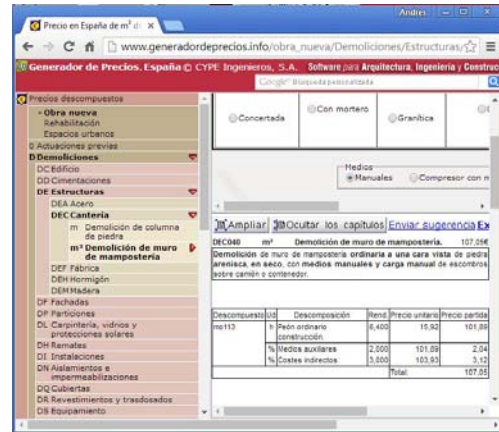 Andrés
Precio en España de m² d
www.generadordeprecios.info/obra_nueva/Demoliciones/Estructuras/
Generador de Precios. España © CYPE Ingenieros, S.A. Software para Arquitectura, Ingeniería y Construc
Google Búsqueda personalizada
Precios descompuestos
Obra nueva
Rehabilitación
Espacios urbanos
0 Actuaciones previas
D Demoliciones
DC Edificio
DD Cimentaciones
DE Estructuras
DEA Acero
DEC Cantería
m Demolición de columna
de piedra
m³ Demolición de muro
de mampostería
DEF Fábrica
DEH Hormigón
DEM Madera
DF Fachadas
DP Particiones
DL Carpintería, vidrios y
protecciones solares
DH Remates
DI Instalaciones
DN Aislamientos e
impermeabilizaciones
DQ Cubiertas
DR Revestimientos y trasdosados
DS Equipamiento
Concertada
Con mortero
Granítica
Medios
Manuales Compresor con m
Ampliar Ocultar los capítulos Enviar sugerencia Ex
DEC040 m³ Demolición de muro de mampostería. 107,05€
Demolición de muro de mampostería ordinaria a una cara vista de piedra
arenisca, en seco, con medios manuales y carga manual de escombros
sobre camión o contenedor.
Descompuesto Ud Descomposición Rend. Precio unitario Precio partida
mo113 h Peón ordinario 6,400 15,92 101,89
construcción.
% Medios auxiliares 2,000 101,89 2,04
% Costes indirectos 3,000 103,93 3,12
Total: 107,05